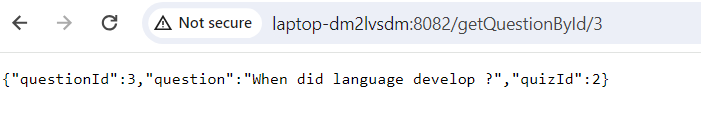 Not secure laptop-dm2lvsdm:8082/getQuestionById/3
{"questionId":3,"question":"When did language develop ?","quizId":2}